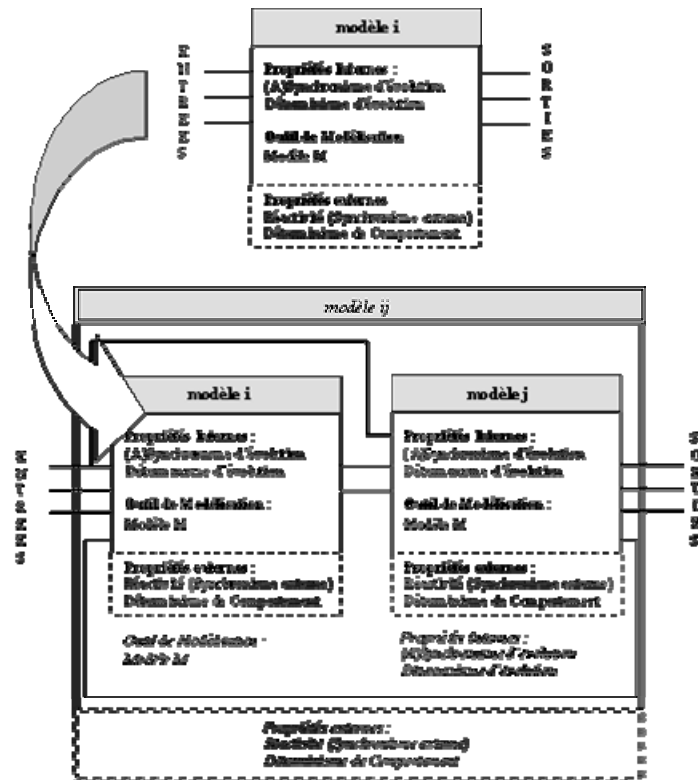 modèle i
ENTREES
SORTIES
Propriétés Internes :
(A)Synchronisme d'évolution
Déterminisme d'évolution
Outil de Modélisation
Modèle M
Propriétés externes
Réactivité (Synchronisme externe)
Déterminisme de Comportement
modèle ij
modèle i
modèle j
ENTREES
SORTIES
Propriétés Internes :
(A)Synchronisme d'évolution
Déterminisme d'évolution
Outil de Modélisation :
Modèle M
Propriétés externes :
Réactivité (Synchronisme externe)
Déterminisme de Comportement
Propriétés Internes :
(A)Synchronisme d'évolution
Déterminisme d'évolution
Outil de Modélisation :
Modèle M
Propriétés externes :
Réactivité (Synchronisme externe)
Déterminisme de Comportement
Outil de Modélisation :
Modèle M
Propriétés Internes :
(A)Synchronisme d'évolution
Déterminisme d'évolution
Propriétés externes :
Réactivité (Synchronisme externe)
Déterminisme de Comportement